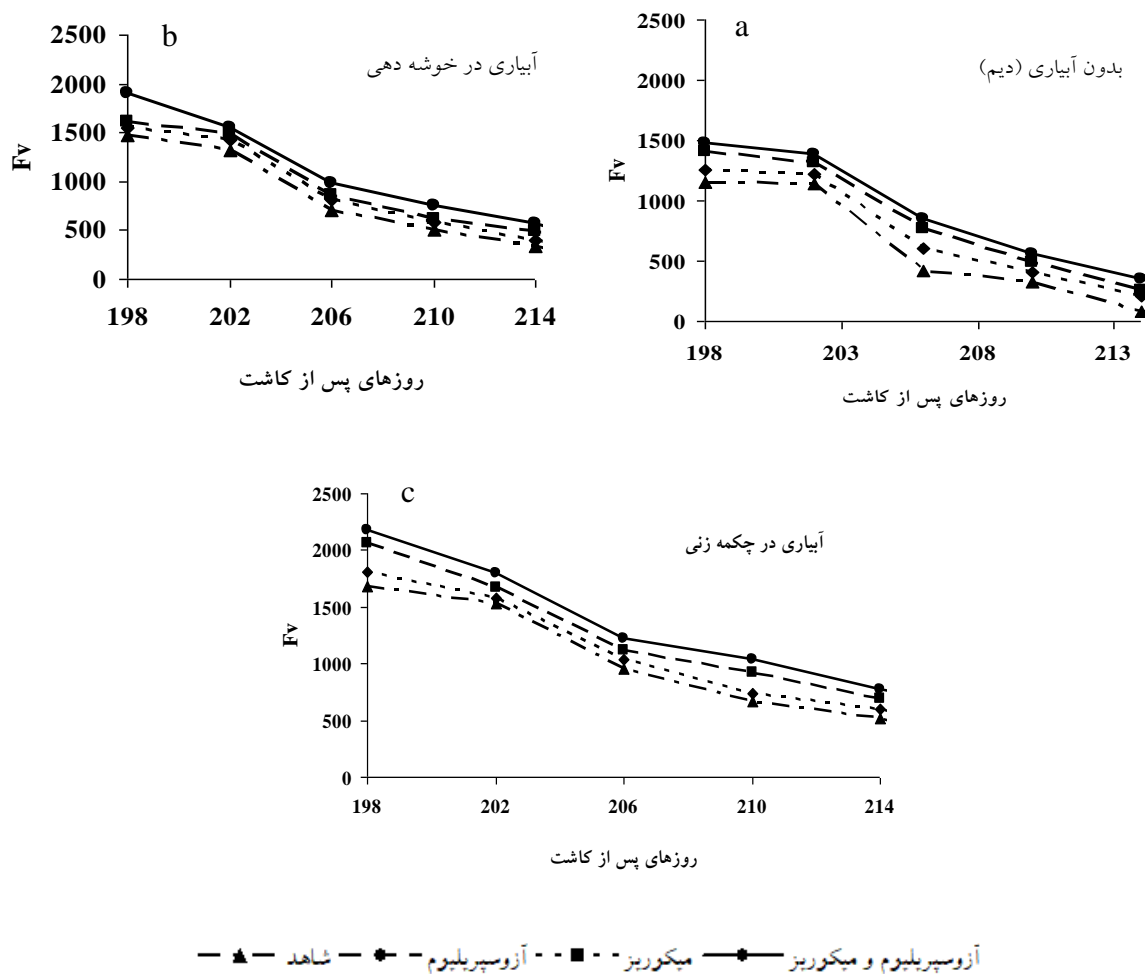 b
آبیاری در خوشه دهی
2500
2000
1500
1000
500
0
Fv
198 202 206 210 214
روزهای پس از کاشت
a
بدون آبیاری (دیم)
2500
2000
1500
1000
500
0
Fv
198 203 208 213
روزهای پس از کاشت
c
آبیاری در چکمه زنی
2500
2000
1500
1000
500
0
Fv
198 202 206 210 214
روزهای پس از کاشت
شاهد آزوسپریلیوم میکوریز آزوسپریلیوم و میکوریز